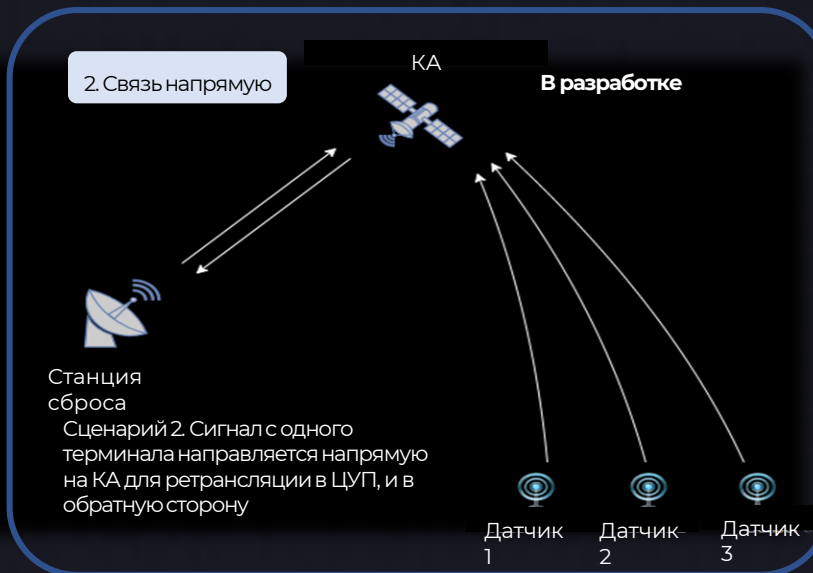 КА
2. Связь напрямую
В разработке
Станция
сброса
Сценарий 2. Сигнал с одного
терминала направляется напрямую
на КА для ретрансляции в ЦУП, и в
обратную сторону
Датчик
1
Датчик
2
Датчик
3